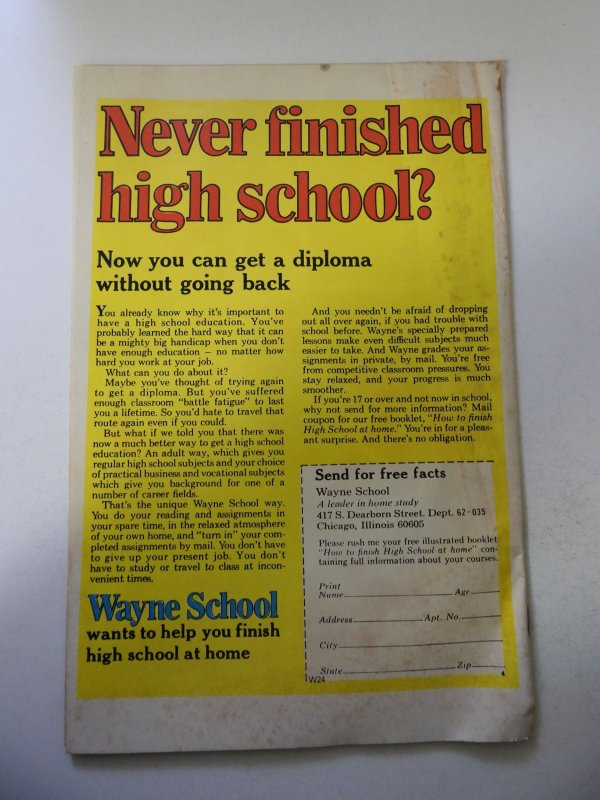 Never finished
high school?
Now you can get a diploma
without going back
You already know why it's important to
have a high school education. You've
probably learned the hard way that it can
be a mighty big handicap when you don't
have enough education – no matter how
hard you work at your job.
What can you do about it?
Maybe you've thought of trying again
to get a diploma. But you've suffered
enough classroom "battle fatigue" to last
you a lifetime. So you'd hate to travel that
route again even if you could.
But what if we told you that there was
now a much better way to get a high school
education? An adult way, which gives you
regular high school subjects and your choice
of practical business and vocational subjects
which give you background for one of a
number of career fields.
That's the unique Wayne School way.
You do your reading and assignments in
your spare time, in the relaxed atmosphere
of your own home, and "turn in" your com-
pleted assignments by mail. You don't have
to give up your present job. You don't
have to study or travel to class at incon-
venient times.
Wayne School
wants to help you finish
high school at home
And you needn't be afraid of dropping
out all over again, if you had trouble with
school before. Wayne's specially prepared
lessons make even difficult subjects much
easier to take. And Wayne grades your as-
signments in private, by mail. You're free
from competitive classroom pressures. You
stay relaxed, and your progress is much
smoother.
If you're 17 or over and not now in school,
why not send for more information? Mail
coupon for our free booklet, "How to finish
High School at home." You're in for a pleas-
ant surprise. And there's no obligation.
Send for free facts
Wayne School
A leader in home study
417 S. Dearborn Street. Dept. 62-035
Chicago, Illinois 60605
Please rush me your free illustrated booklet
"How to finish High School at home" con-
taining full information about your courses.
Print
Name Age
Address Apt. No.
City
State Zip
W24